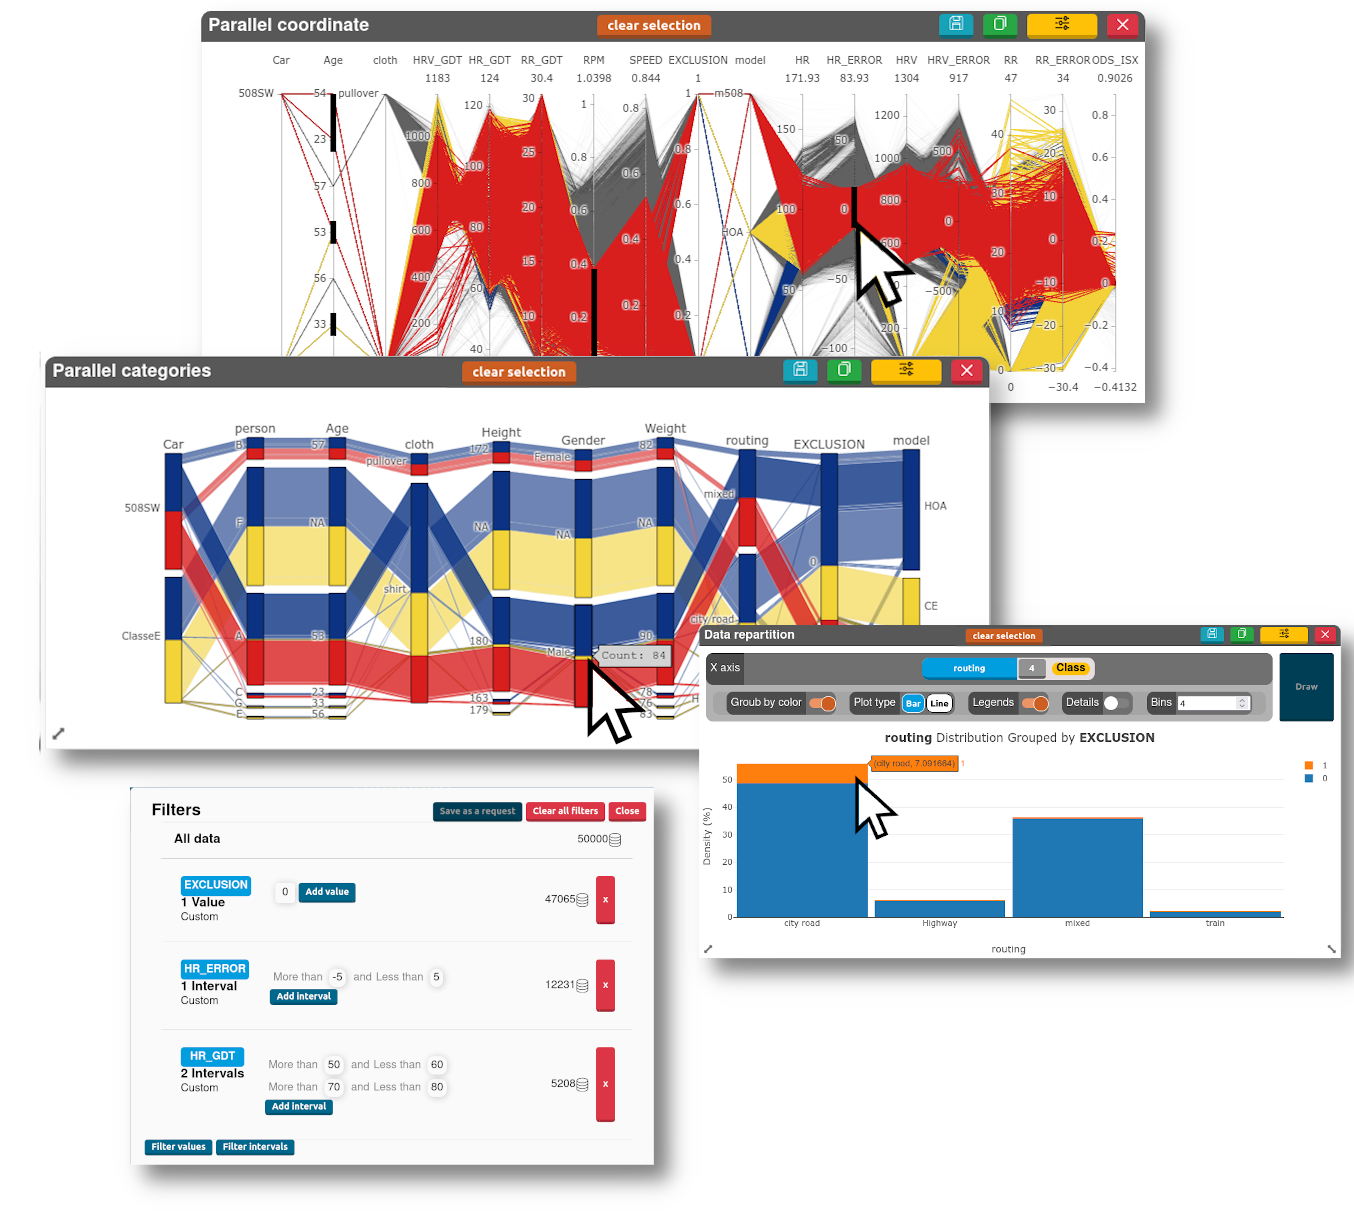 Parallel coordinate
clear selection
Car Age cloth HRV_GDT HR_GDT RR_GDT RPM SPEED EXCLUSION model HR HR_ERROR HRV HRV_ERROR RR RR_ERROR ODS_ISX
1183 124 30.4 1.0398 0.844 1 171.93 83.93 1304 917 47 34 0.9026
508SW 54 pullover 120 30 1 0.8 1 m508 150 50 1200 500 40 30 0.8
23 1000 100 25 0.8 0.6 0.8 1000 20 0.6
57 800 20 0.6 0.6 100 0 800 0 30 10 0.4
53 600 80 0.4 0.4 HOA 600 20 0 0.2
56 400 60 15 0.4 0.2 50 −50 −500 −10 0
33 200 10 0.2 0.2 200 10 −20 −0.2
40 −100 0 −30 −0.4
0 −30.4 −0.4132
Parallel categories
clear selection
Car person Age cloth Height Gender Weight routing EXCLUSION model
B 57 pullover 172 Female 82
508SW F NA NA NA NA mixed HOA
0
shirt CE
ClasseE A 53 180 Male 90 city road
Count: 84
C 23 163 78 H
G 33 179 76
E 56 83
Data repartition
clear selection
X axis routing 4 Class
Draw
Groub by color Plot type Bar Line Legends Details Bins 4
routing Distribution Grouped by EXCLUSION
(city road, 7.091664) 1
1
0
Density (%)
50
40
30
20
10
0
city road Highway mixed train
routing
Filters
Save as a request Clear all filters Close
All data 50000
EXCLUSION
1 Value
Custom
0 Add value 47065 x
HR_ERROR
1 Interval
Custom
More than -5 and Less than 5
Add interval
12231 x
HR_GDT
2 Intervals
Custom
More than 50 and Less than 60
More than 70 and Less than 80
Add interval
5208 x
Filter values Filter intervals